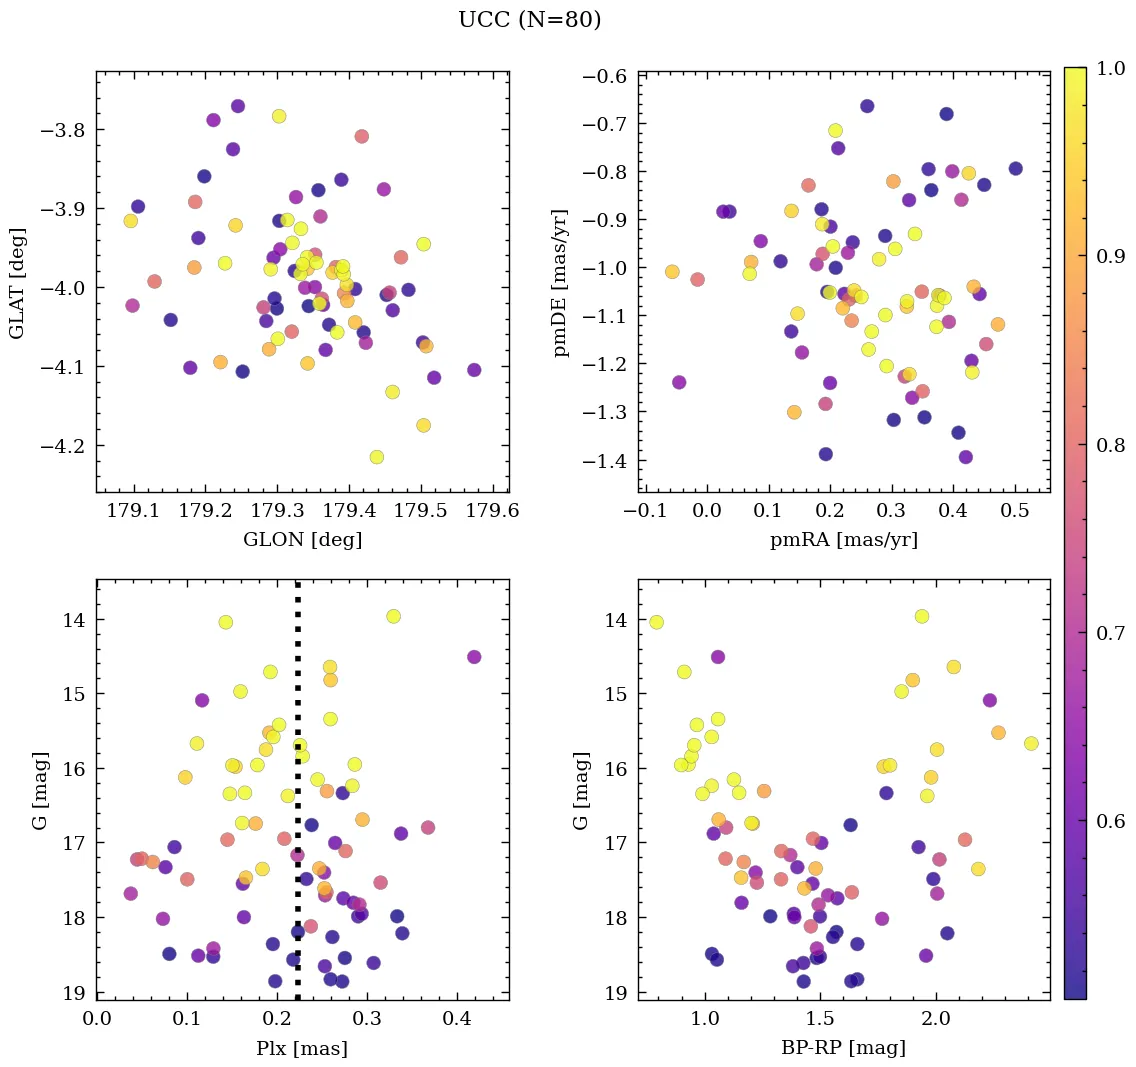 UCC (N=80)
−3.8
−3.9
−4.0
−4.1
−4.2
GLAT [deg]
179.1 179.2 179.3 179.4 179.5 179.6
GLON [deg]
−0.6
−0.7
−0.8
−0.9
−1.0
−1.1
−1.2
−1.3
−1.4
pmDE [mas/yr]
−0.1 0.0 0.1 0.2 0.3 0.4 0.5
pmRA [mas/yr]
14
15
16
17
18
19
G [mag]
0.0 0.1 0.2 0.3 0.4
Plx [mas]
14
15
16
17
18
19
G [mag]
1.0 1.5 2.0
BP-RP [mag]
1.0
0.9
0.8
0.7
0.6